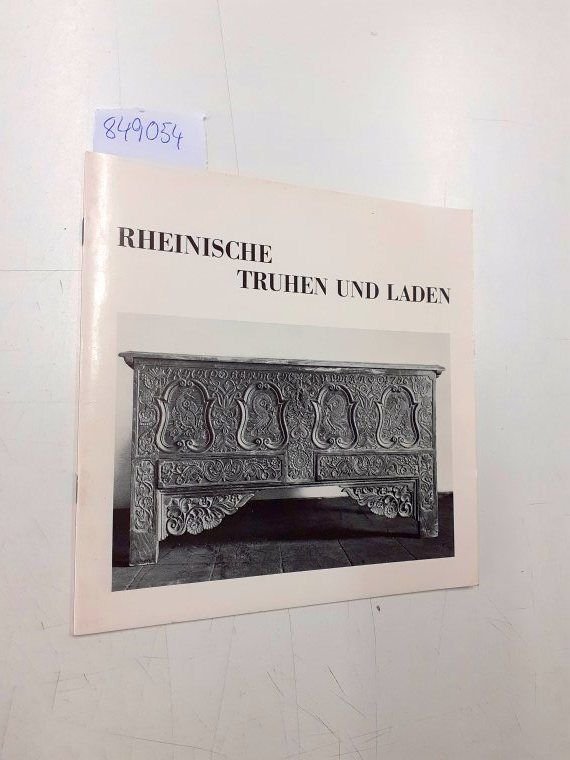 849054
RHEINISCHE
TRUHEN UND LADEN